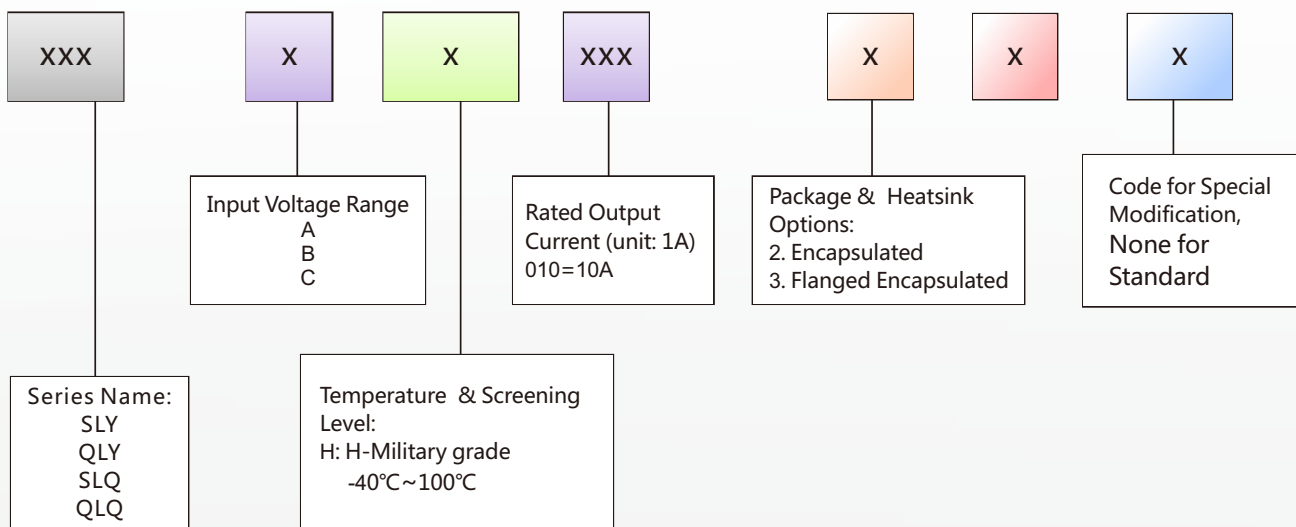 XXX
X
X
XXX
X
X
X
Input Voltage Range
A
B
C
Rated Output
Current (unit: 1A)
010=10A
Package & Heatsink
Options:
2. Encapsulated
3. Flanged Encapsulated
Code for Special
Modification,
None for
Standard
Series Name:
SLY
QLY
SLQ
QLQ
Temperature & Screening
Level:
H: H-Military grade
-40℃~100℃